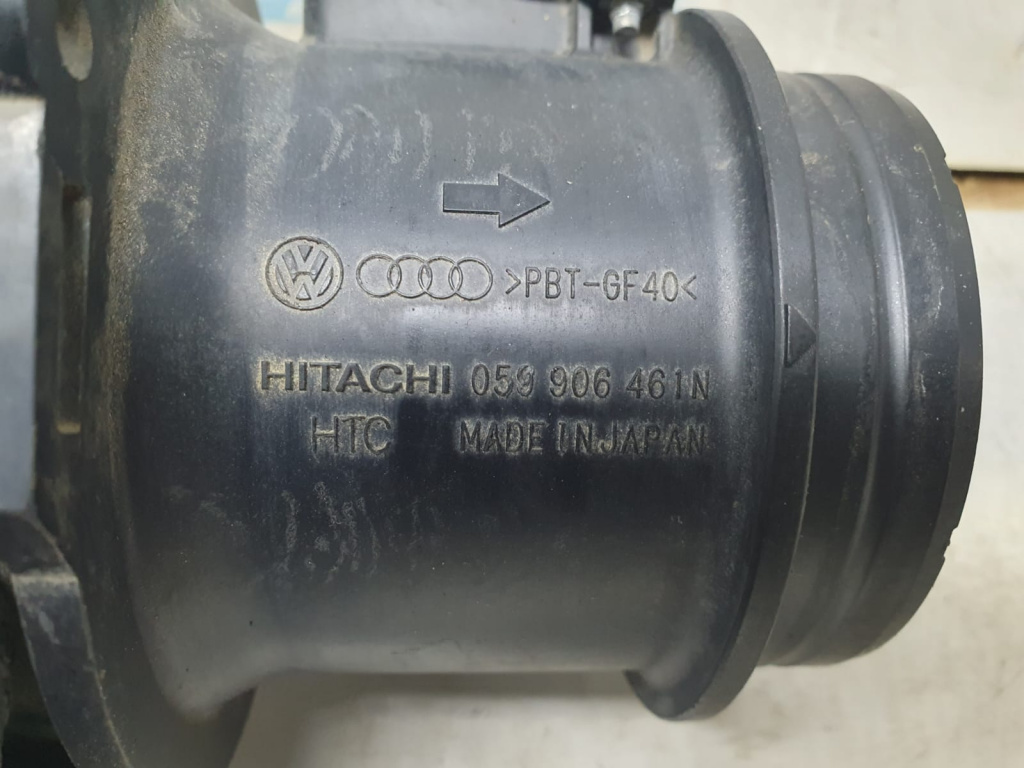 >PBT-GF40<
HITACHI 059 906 461N
HTC MADE IN JAPAN